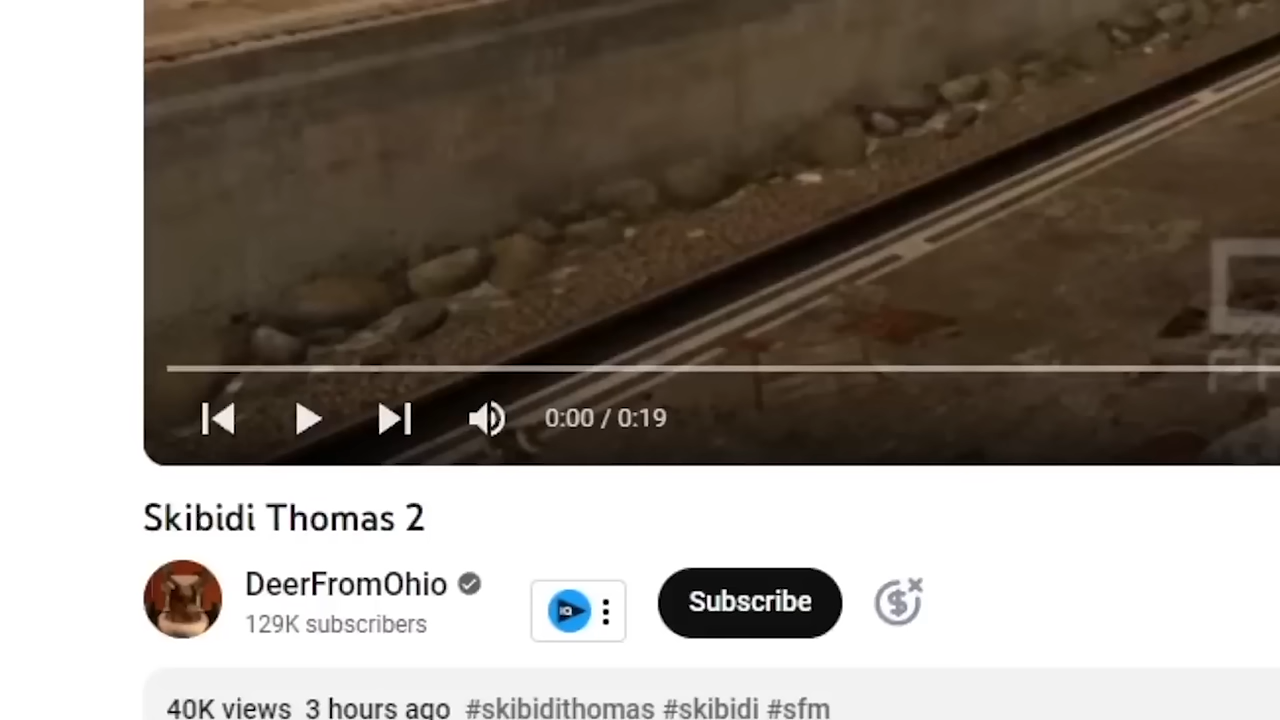 0:00 / 0:19
Skibidi Thomas 2
DeerFromOhio
129K subscribers
IQ
Subscribe
40K views 3 hours ago #skibidithomas #skibidi #sfm